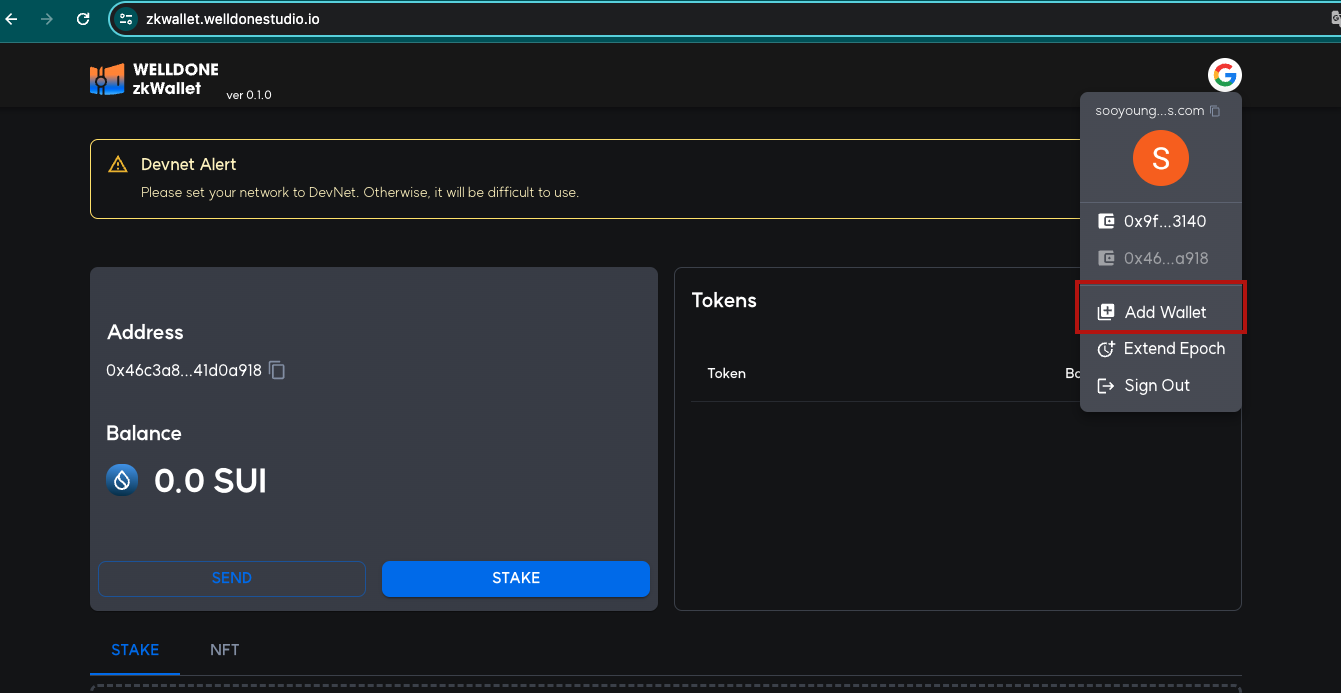 zkwallet.welldonestudio.io
WELLDONE
zkWallet
ver 0.1.0
sooyoung...s.com
S
Devnet Alert
Please set your network to DevNet. Otherwise, it will be difficult to use.
0x9f...3140
0x46...a918
Add Wallet
Extend Epoch
Sign Out
Address
0x46c3a8...41d0a918
Balance
0.0 SUI
SEND
STAKE
Tokens
Token
STAKE
NFT